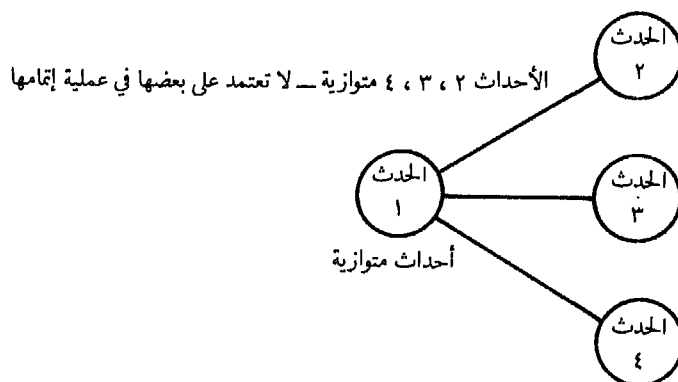 الحدث
٢
الأحداث ٢ ، ٣ ، ٤ متوازية — لا تعتمد على بعضها في عملية إتمامها
الحدث
١
الحدث
٣
أحداث متوازية
الحدث
٤